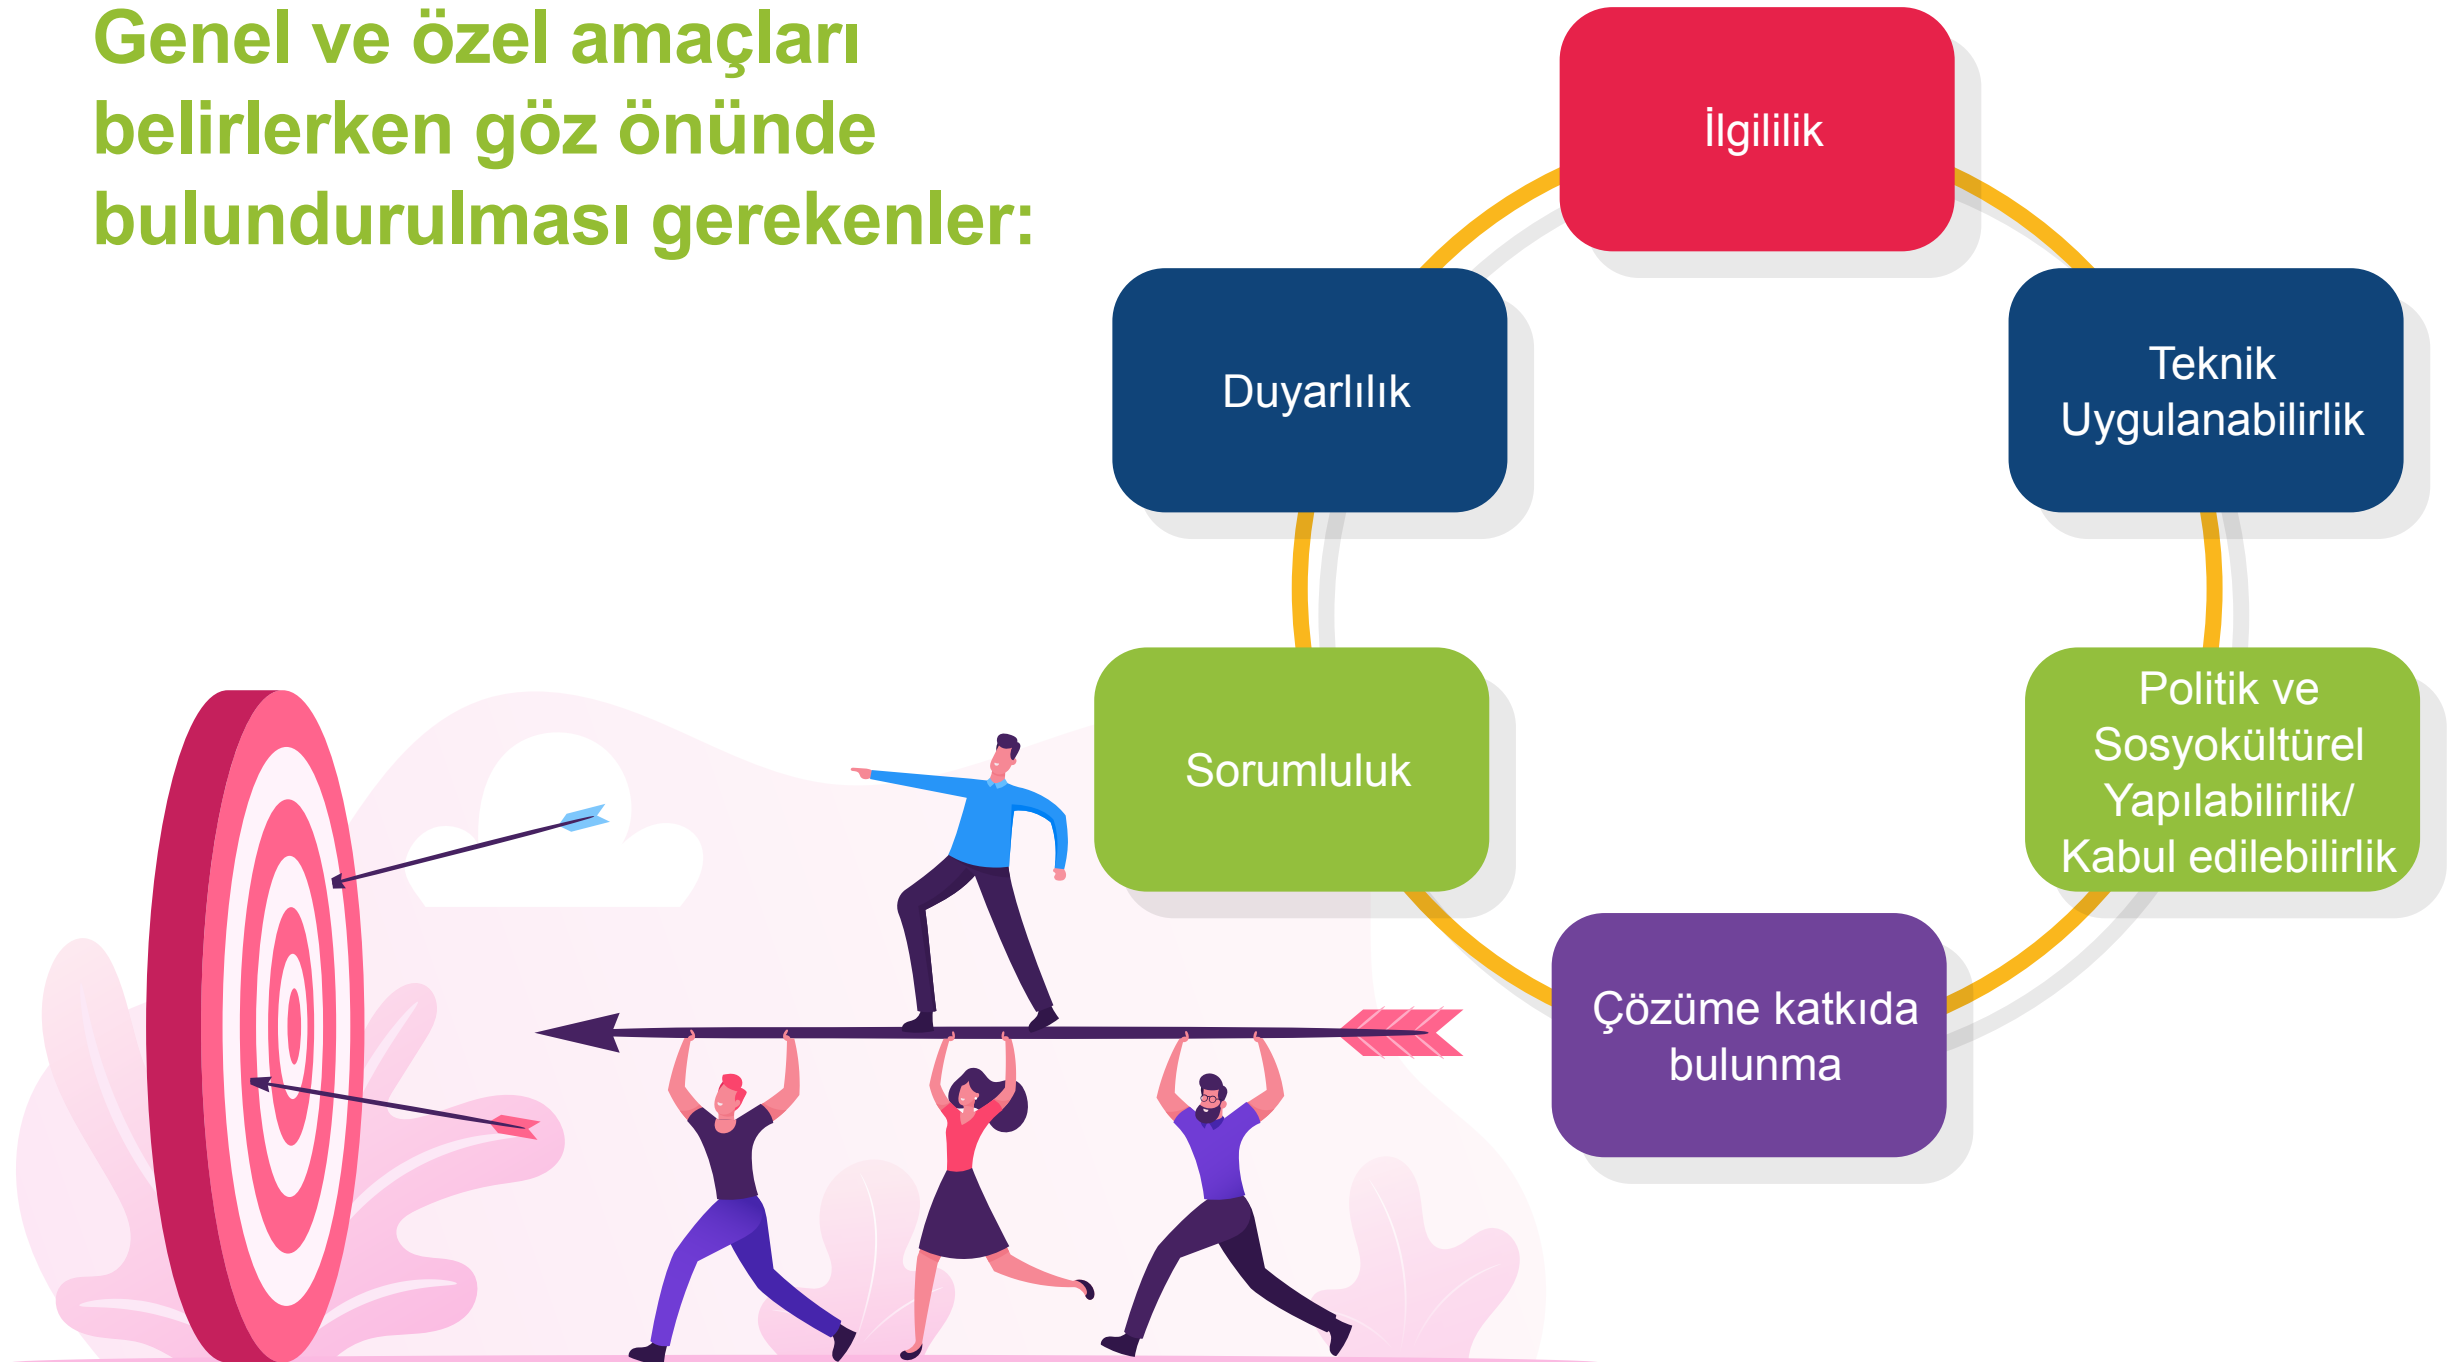 Genel ve özel amaçları
belirlerken göz önünde
bulundurulması gerekenler:
İlgililik
Teknik
Uygulanabilirlik
Politik ve
Sosyokültürel
Yapılabilirlik/
Kabul edilebilirlik
Çözüme katkıda
bulunma
Sorumluluk
Duyarlılık